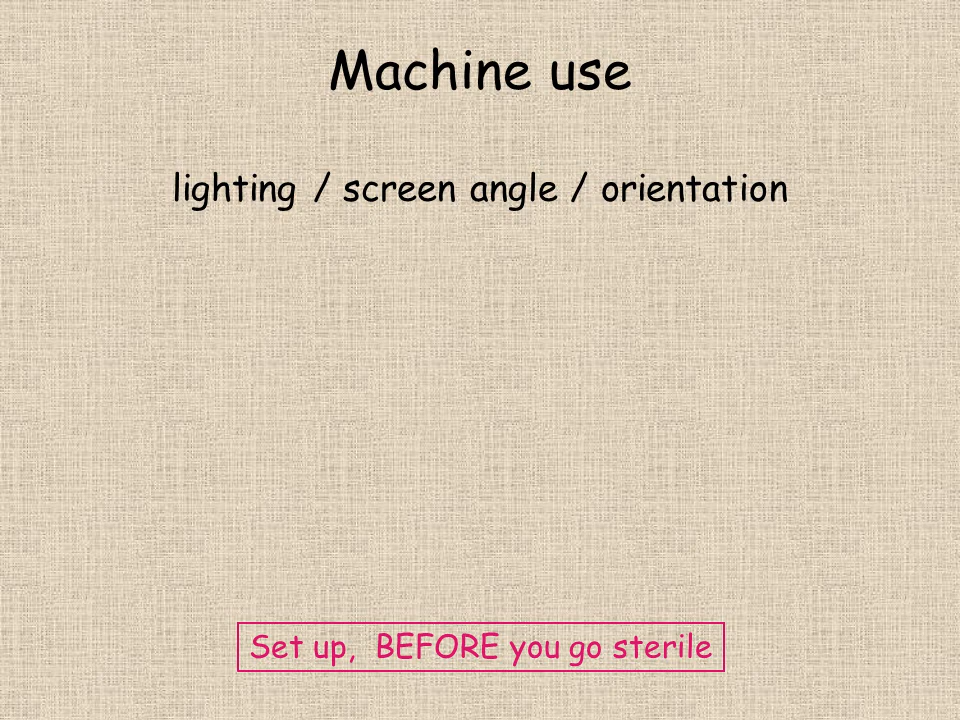 Machine use
lighting / screen angle / orientation
Set up, BEFORE you go sterile